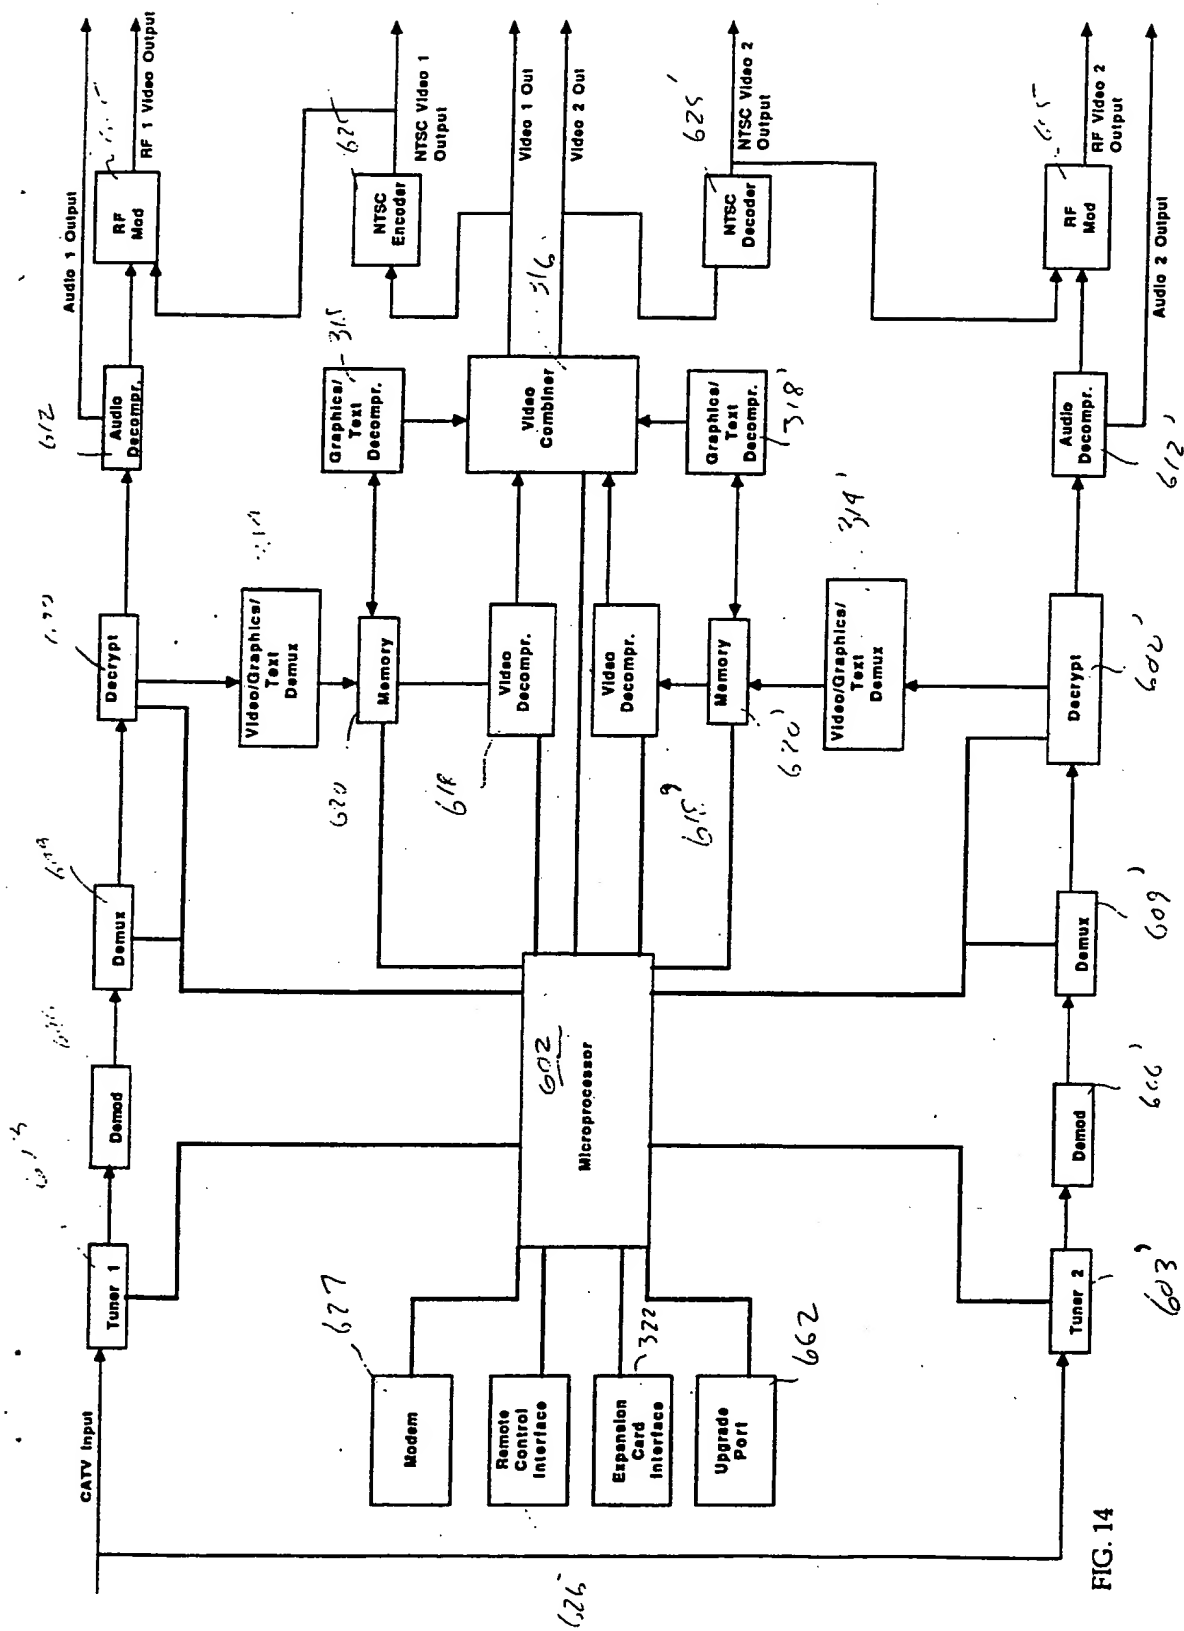 CATV Input
Tuner 1
Demod
Demux
Decrypt
Audio
Decompr.
612
RF
Mod
Audio 1 Output
RF 1 Video Output
Video/Graphics/
Text
Demux
Memory
620
Graphics/
Text
Decompr.
NTSC
Encoder
NTSC Video 1
Output
Modem
627
Remote
Control
Interface
Expansion
Card
Interface
322
Upgrade
Port
662
602
Microprocessor
Video
Decompr.
618
Video
Decompr.
Video
Combiner
316
Video 1 Out
Video 2 Out
Memory
620'
Graphics/
Text
Decompr.
318'
NTSC
Decoder
625'
NTSC Video 2
Output
Video/Graphics/
Text
Demux
314'
Tuner 2
603'
Demod
606'
Demux
609'
Decrypt
602'
Audio
Decompr.
612'
RF
Mod
RF Video 2
Output
Audio 2 Output
FIG. 14